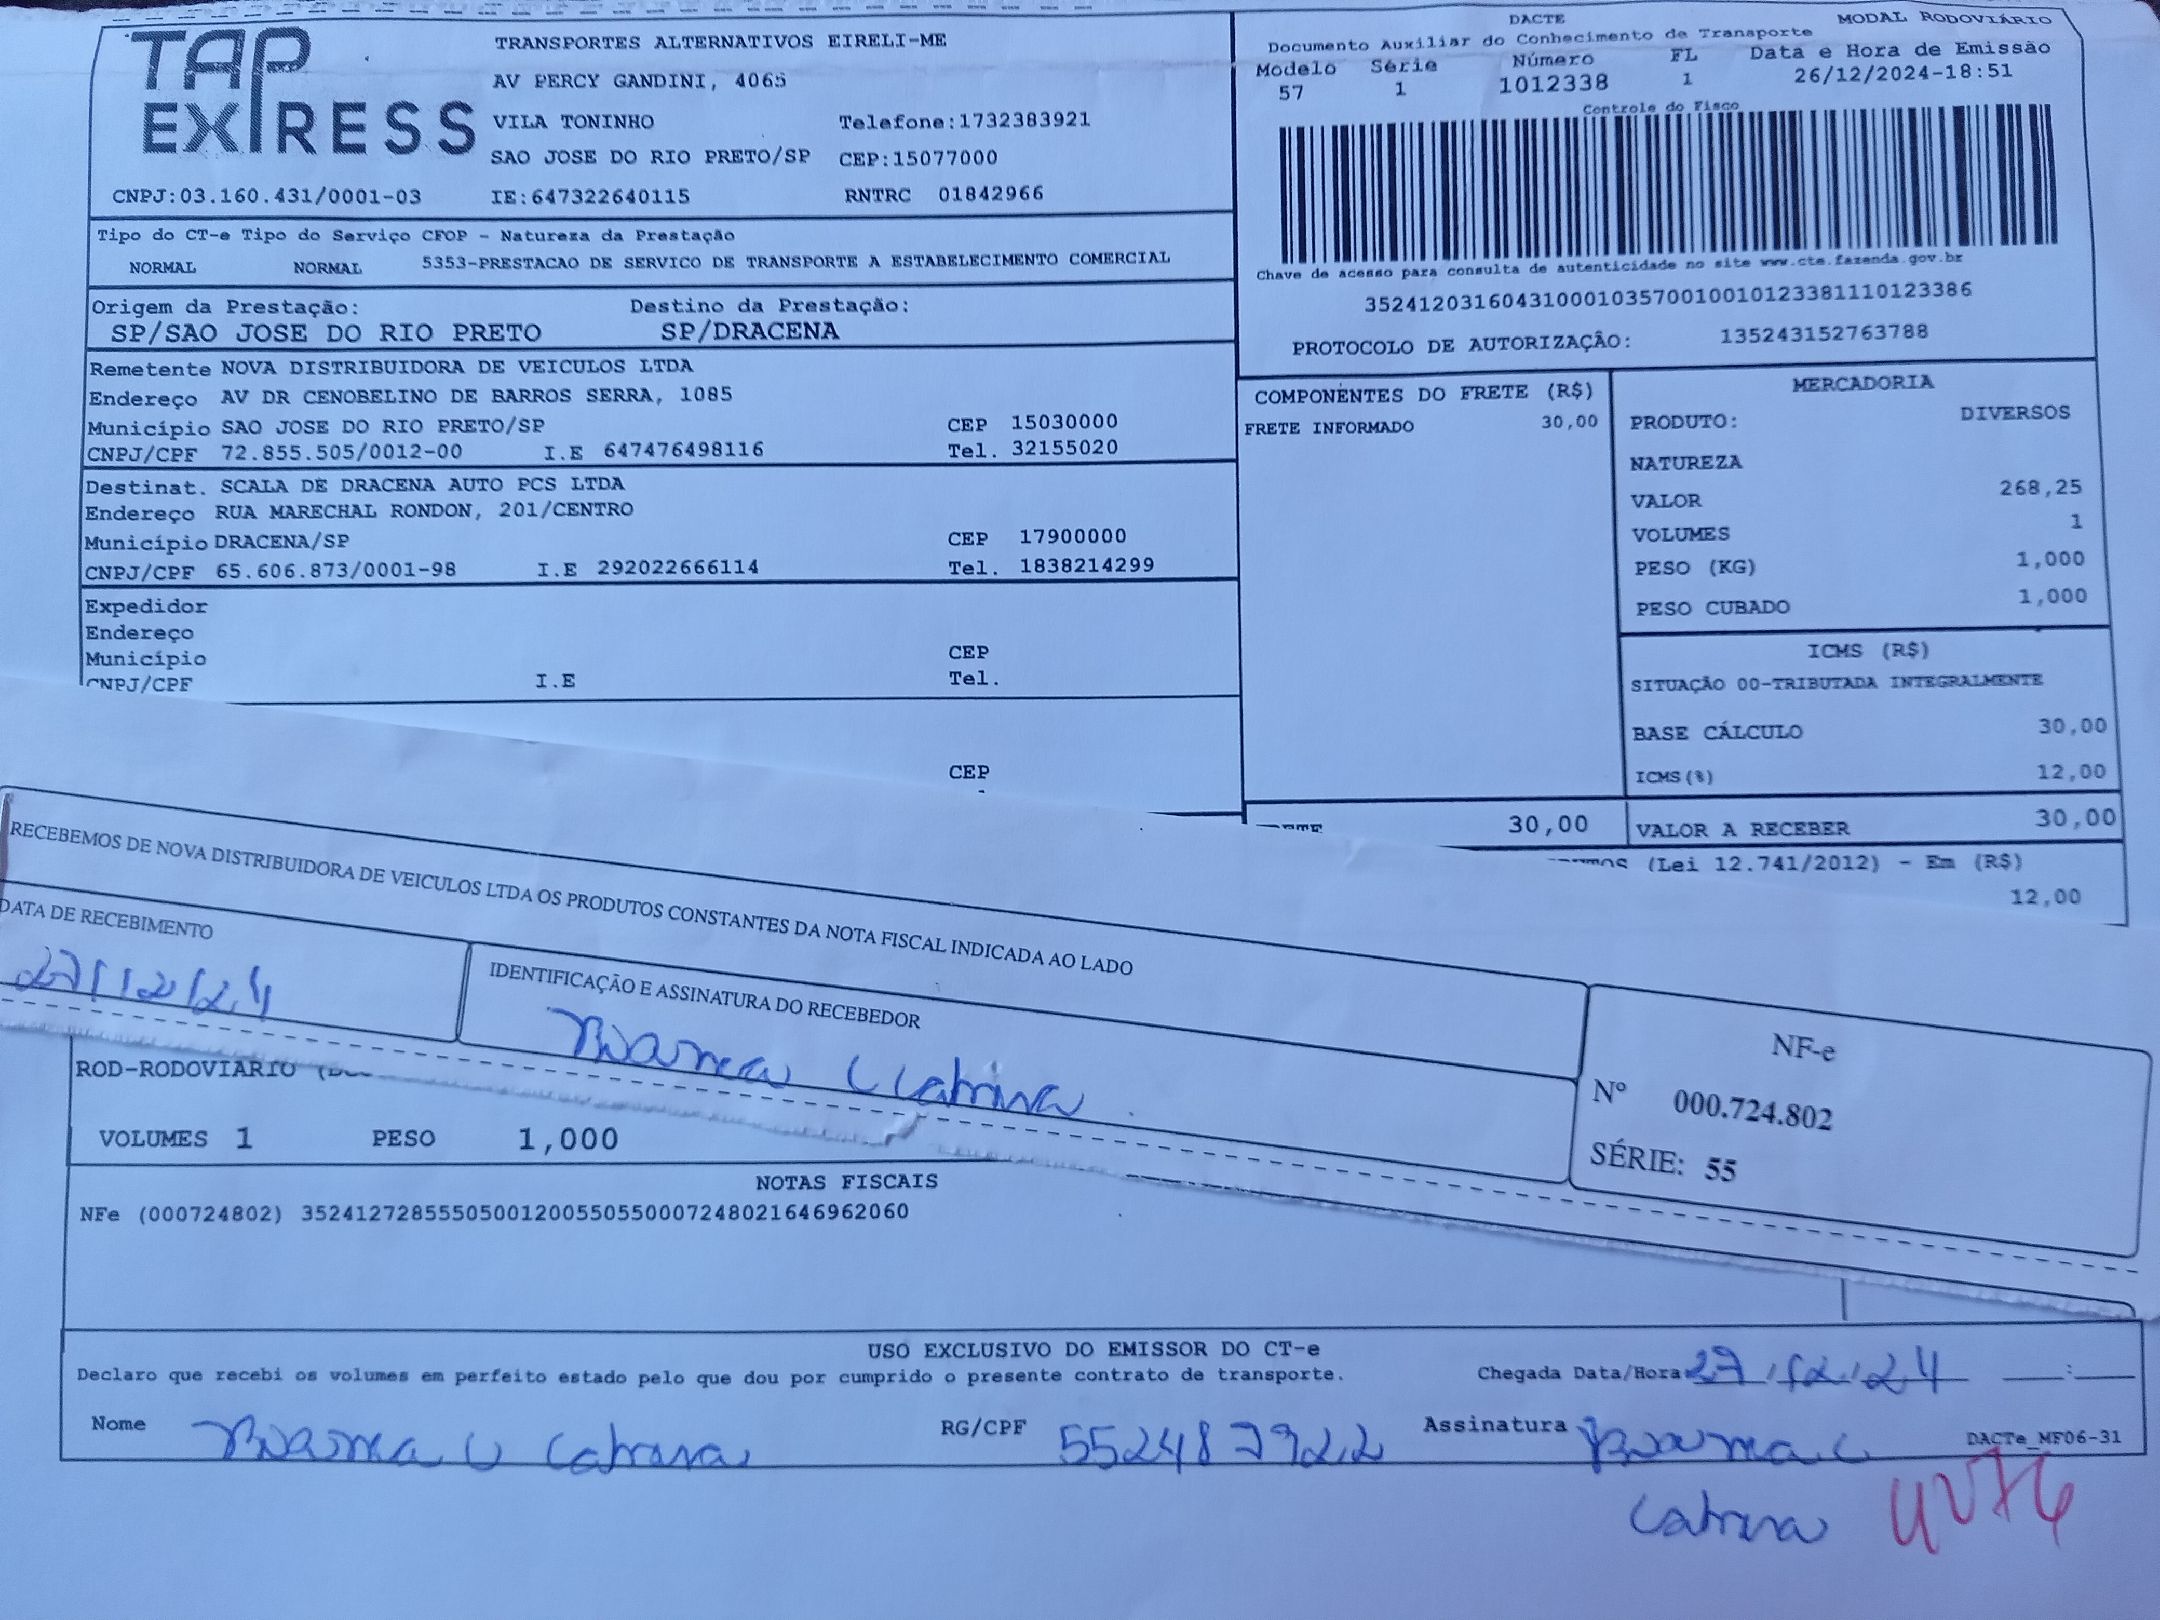 TAP EXPRESS
TRANSPORTES ALTERNATIVOS EIRELI-ME
AV PERCY GANDINI, 4065
VILA TONINHO Telefone:1732383921
SAO JOSE DO RIO PRETO/SP CEP:15077000
CNPJ:03.160.431/0001-03 IE:647322640115 RNTRC 01842966
DACTE MODAL RODOVIÁRIO
Documento Auxiliar do Conhecimento de Transporte
Modelo Série Número FL Data e Hora de Emissão
57 1 1012338 1 26/12/2024-18:51
Controle do Fisco
Chave de acesso para consulta de autenticidade no site www.cte.fazenda.gov.br
35241203160431000103570010010123381110123386
PROTOCOLO DE AUTORIZAÇÃO: 135243152763788
Tipo do CT-e Tipo do Serviço CFOP - Natureza da Prestação
NORMAL NORMAL 5353-PRESTACAO DE SERVICO DE TRANSPORTE A ESTABELECIMENTO COMERCIAL
Origem da Prestação: Destino da Prestação:
SP/SAO JOSE DO RIO PRETO SP/DRACENA
Remetente NOVA DISTRIBUIDORA DE VEICULOS LTDA
Endereço AV DR CENOBELINO DE BARROS SERRA, 1085
Município SAO JOSE DO RIO PRETO/SP CEP 15030000
CNPJ/CPF 72.855.505/0012-00 I.E 647476498116 Tel. 32155020
Destinat. SCALA DE DRACENA AUTO PCS LTDA
Endereço RUA MARECHAL RONDON, 201/CENTRO
Município DRACENA/SP CEP 17900000
CNPJ/CPF 65.606.873/0001-98 I.E 292022666114 Tel. 1838214299
Expedidor
Endereço
Município CEP
CNPJ/CPF I.E Tel.
CEP
COMPONENTES DO FRETE (R$)
FRETE INFORMADO 30,00
MERCADORIA
PRODUTO: DIVERSOS
NATUREZA
VALOR 268,25
VOLUMES 1
PESO (KG) 1,000
PESO CUBADO 1,000
ICMS (R$)
SITUAÇÃO 00-TRIBUTADA INTEGRALMENTE
BASE CÁLCULO 30,00
ICMS(%) 12,00
30,00 VALOR A RECEBER 30,00
(Lei 12.741/2012) - Em (R$)
12,00
RECEBEMOS DE NOVA DISTRIBUIDORA DE VEICULOS LTDA OS PRODUTOS CONSTANTES DA NOTA FISCAL INDICADA AO LADO
DATA DE RECEBIMENTO
27/12/24
IDENTIFICAÇÃO E ASSINATURA DO RECEBEDOR
NF-e
Nº 000.724.802
SÉRIE: 55
ROD-RODOVIARIO
VOLUMES 1 PESO 1,000
NOTAS FISCAIS
NFe (000724802) 35241272855505001200550550007248021646962060
USO EXCLUSIVO DO EMISSOR DO CT-e
Declaro que recebi os volumes em perfeito estado pelo que dou por cumprido o presente contrato de transporte. Chegada Data/Hora 27/12/24 :
Nome RG/CPF 552487922 Assinatura
DACTe_MF06-31